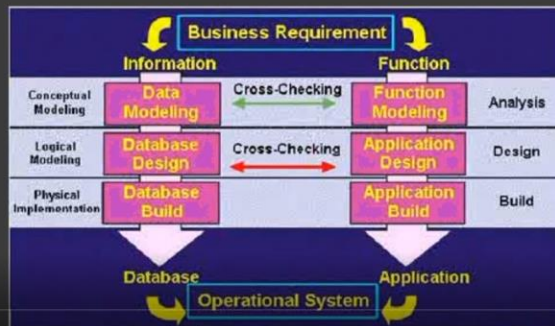 Business Requirement
Information Function
Conceptual Modeling Data Modeling Cross-Checking Function Modeling Analysis
Logical Modeling Database Design Cross-Checking Application Design Design
Physical Implementation Database Build Application Build Build
Database Application
Operational System